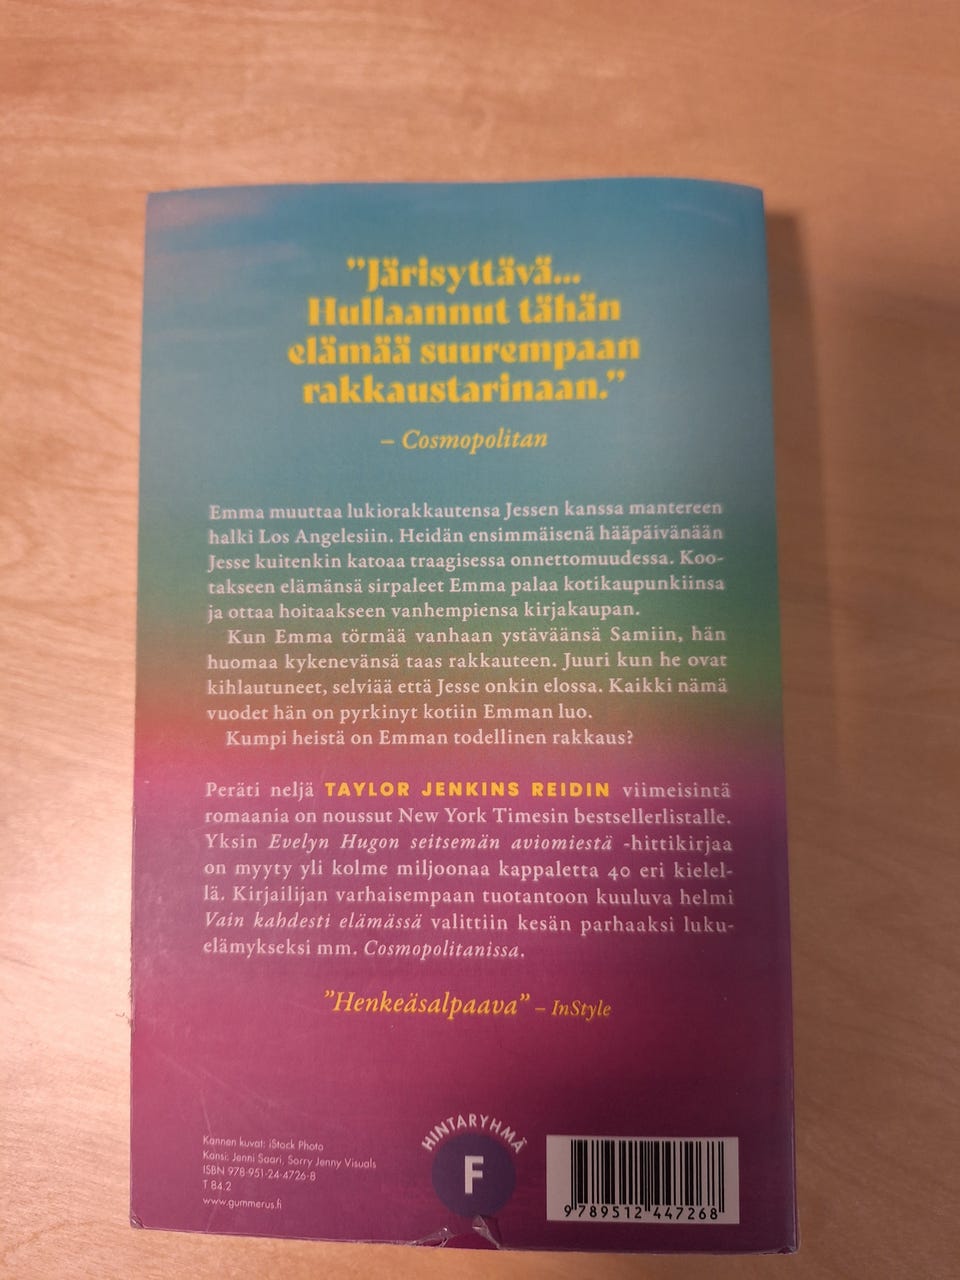 ”Järisyttävä...
Hullaannut tähän
elämää suurempaan
rakkaustarinaan.”
– Cosmopolitan
Emma muuttaa lukiorakkautensa Jessen kanssa mantereen
halki Los Angelesiin. Heidän ensimmäisenä hääpäivänään
Jesse kuitenkin katoaa traagisessa onnettomuudessa. Koo-
takseen elämänsä sirpaleet Emma palaa kotikaupunkiinsa
ja ottaa hoitaakseen vanhempiensa kirjakaupan.
Kun Emma törmää vanhaan ystäväänsä Samiin, hän
huomaa kykenevänsä taas rakkauteen. Juuri kun he ovat
kihlautuneet, selviää että Jesse onkin elossa. Kaikki nämä
vuodet hän on pyrkinyt kotiin Emman luo.
Kumpi heistä on Emman todellinen rakkaus?
Peräti neljä TAYLOR JENKINS REIDIN viimeisintä
romaania on noussut New York Timesin bestsellerlistalle.
Yksin Evelyn Hugon seitsemän aviomiestä -hittikirjaa
on myyty yli kolme miljoonaa kappaletta 40 eri kielel-
lä. Kirjailijan varhaisempaan tuotantoon kuuluva helmi
Vain kahdesti elämässä valittiin kesän parhaaksi luku-
elämykseksi mm. Cosmopolitanissa.
”Henkeäsalpaava” – InStyle
Kannen kuvat: iStock Photo
Kansi: Jenni Saari, Sorry Jenny Visuals
ISBN 978-951-24-4726-8
T 84.2
www.gummerus.fi
HINTARYHMÄ
F
9 789512 447268